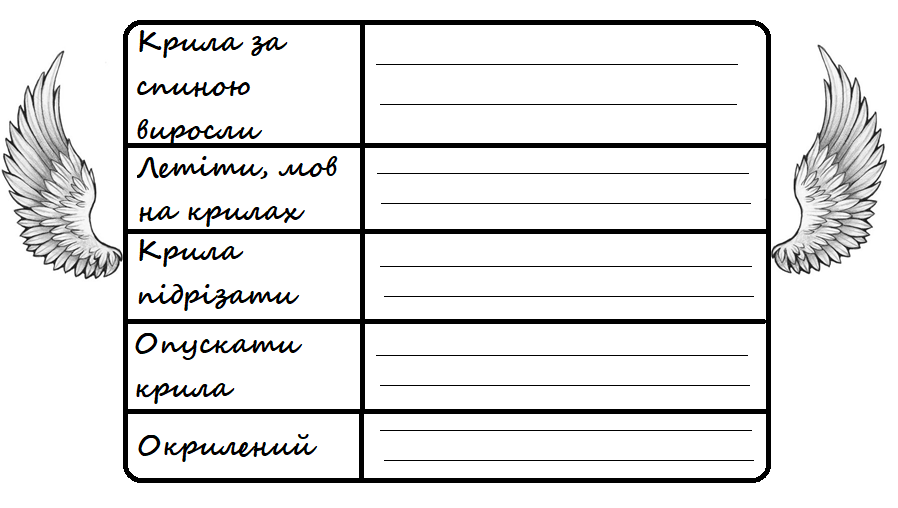 Крила за
спиною
виросли
Летіти, мов
на крилах
Крила
підрізати
Опускати
крила
Окрилений